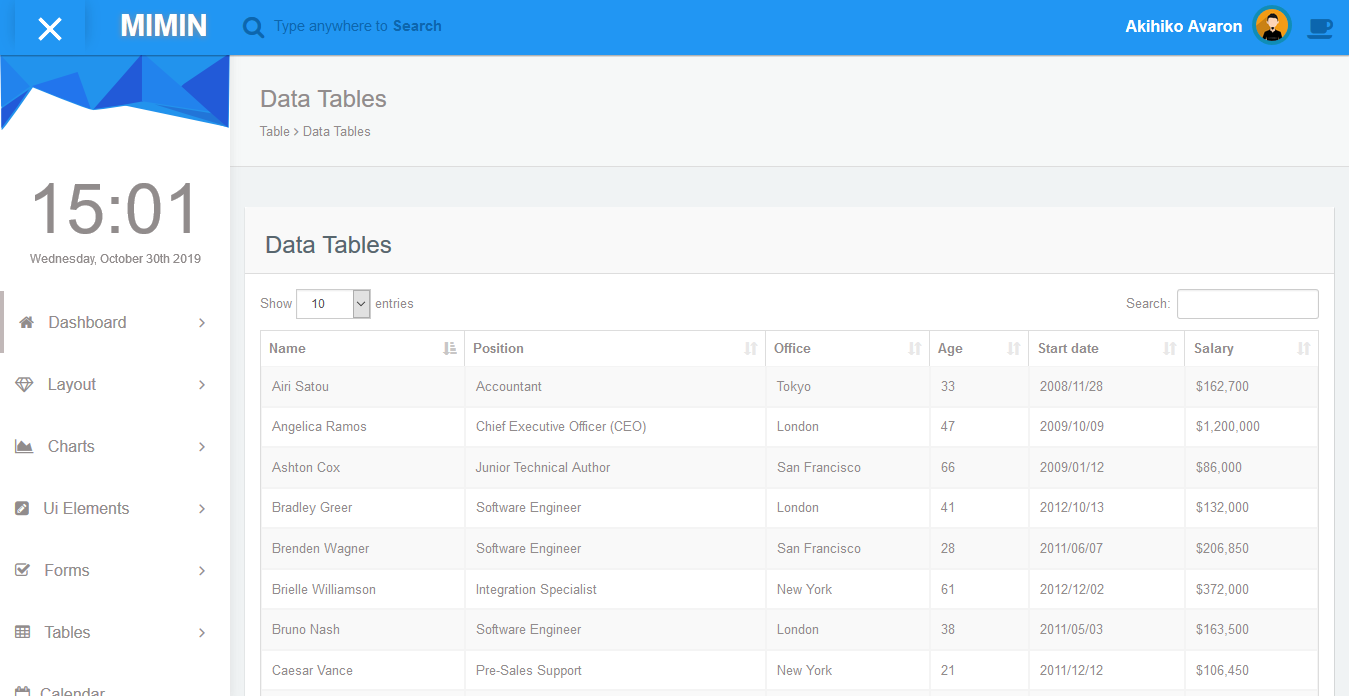 MIMIN
Type anywhere to Search
Akihiko Avaron
15:01
Wednesday, October 30th 2019
Dashboard
Layout
Charts
Ui Elements
Forms
Tables
Calendar
Data Tables
Table > Data Tables
Data Tables
Show 10 entries
Search:
Name Position Office Age Start date Salary
Airi Satou Accountant Tokyo 33 2008/11/28 $162,700
Angelica Ramos Chief Executive Officer (CEO) London 47 2009/10/09 $1,200,000
Ashton Cox Junior Technical Author San Francisco 66 2009/01/12 $86,000
Bradley Greer Software Engineer London 41 2012/10/13 $132,000
Brenden Wagner Software Engineer San Francisco 28 2011/06/07 $206,850
Brielle Williamson Integration Specialist New York 61 2012/12/02 $372,000
Bruno Nash Software Engineer London 38 2011/05/03 $163,500
Caesar Vance Pre-Sales Support New York 21 2011/12/12 $106,450